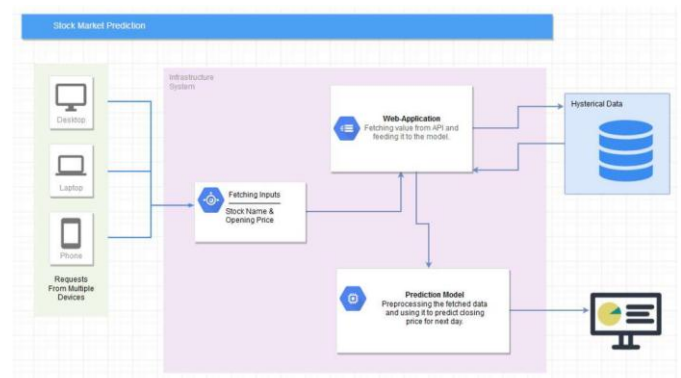 Stock Market Prediction
Infrastructure
System
Desktop
Laptop
Phone
Requests
From Multiple
Devices
Fetching Inputs
Stock Name &
Opening Price
Web-Application
Fetching value from API and
feeding it to the model.
Hysterical Data
Prediction Model
Preprocessing the fetched data
and using it to predict closing
price for next day.